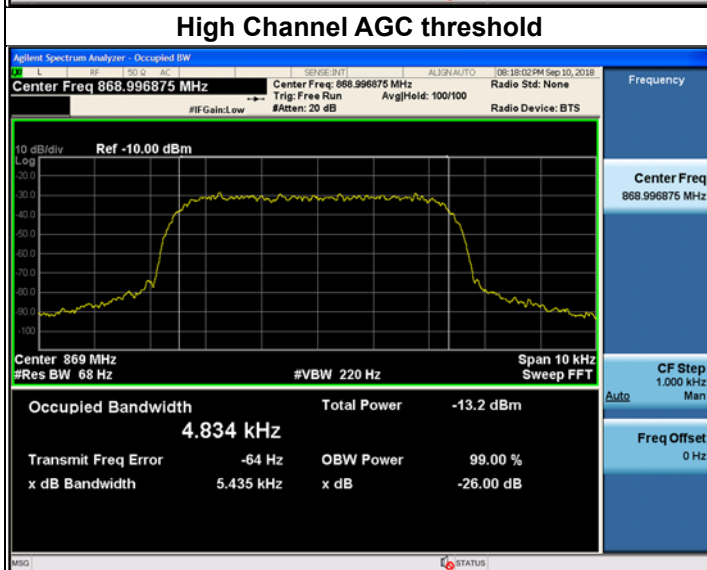 High Channel AGC threshold
Agilent Spectrum Analyzer - Occupied BW
L RF 50 Ω AC SENSE:INT ALIGN AUTO 08:18:02 PM Sep 10, 2018
Center Freq 868.996875 MHz Center Freq: 868.996875 MHz Radio Std: None
Trig: Free Run Avg|Hold: 100/100
#IFGain:Low #Atten: 20 dB Radio Device: BTS
Frequency
10 dB/div Ref -10.00 dBm
Log
-20.0
-30.0
-40.0
-50.0
-60.0
-70.0
-80.0
-90.0
-100
Center 869 MHz Span 10 kHz
#Res BW 68 Hz #VBW 220 Hz Sweep FFT
Center Freq
868.996875 MHz
CF Step
1.000 kHz
Auto Man
Freq Offset
0 Hz
Occupied Bandwidth Total Power -13.2 dBm
4.834 kHz
Transmit Freq Error -64 Hz OBW Power 99.00 %
x dB Bandwidth 5.435 kHz x dB -26.00 dB
MSG STATUS